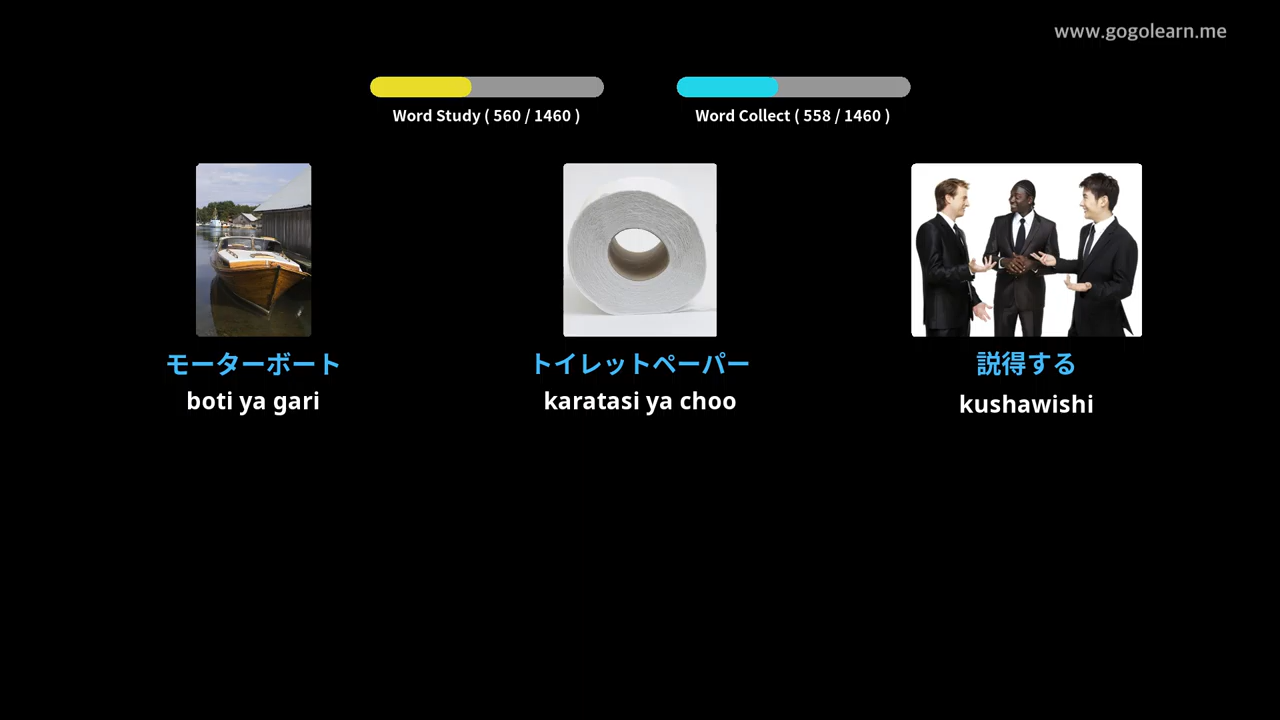 www.gogolearn.me
Word Study ( 560 / 1460 )
Word Collect ( 558 / 1460 )
モーターボート
boti ya gari
トイレットペーパー
karatasi ya choo
説得する
kushawishi